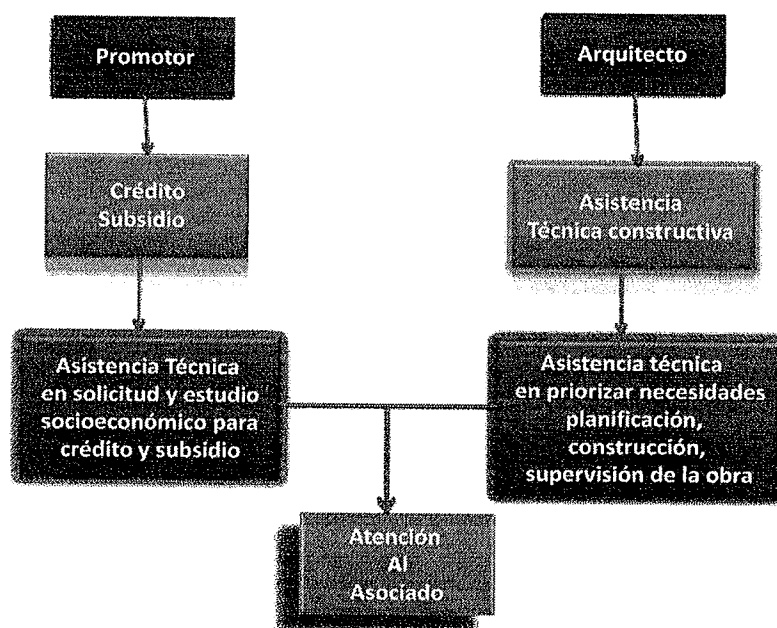 Promotor
Arquitecto
Crédito
Subsidio
Asistencia
Técnica constructiva
Asistencia Técnica
en solicitud y estudio
socioeconómico para
crédito y subsidio
Asistencia técnica
en priorizar necesidades
planificación,
construcción,
supervisión de la obra
Atención
Al
Asociado